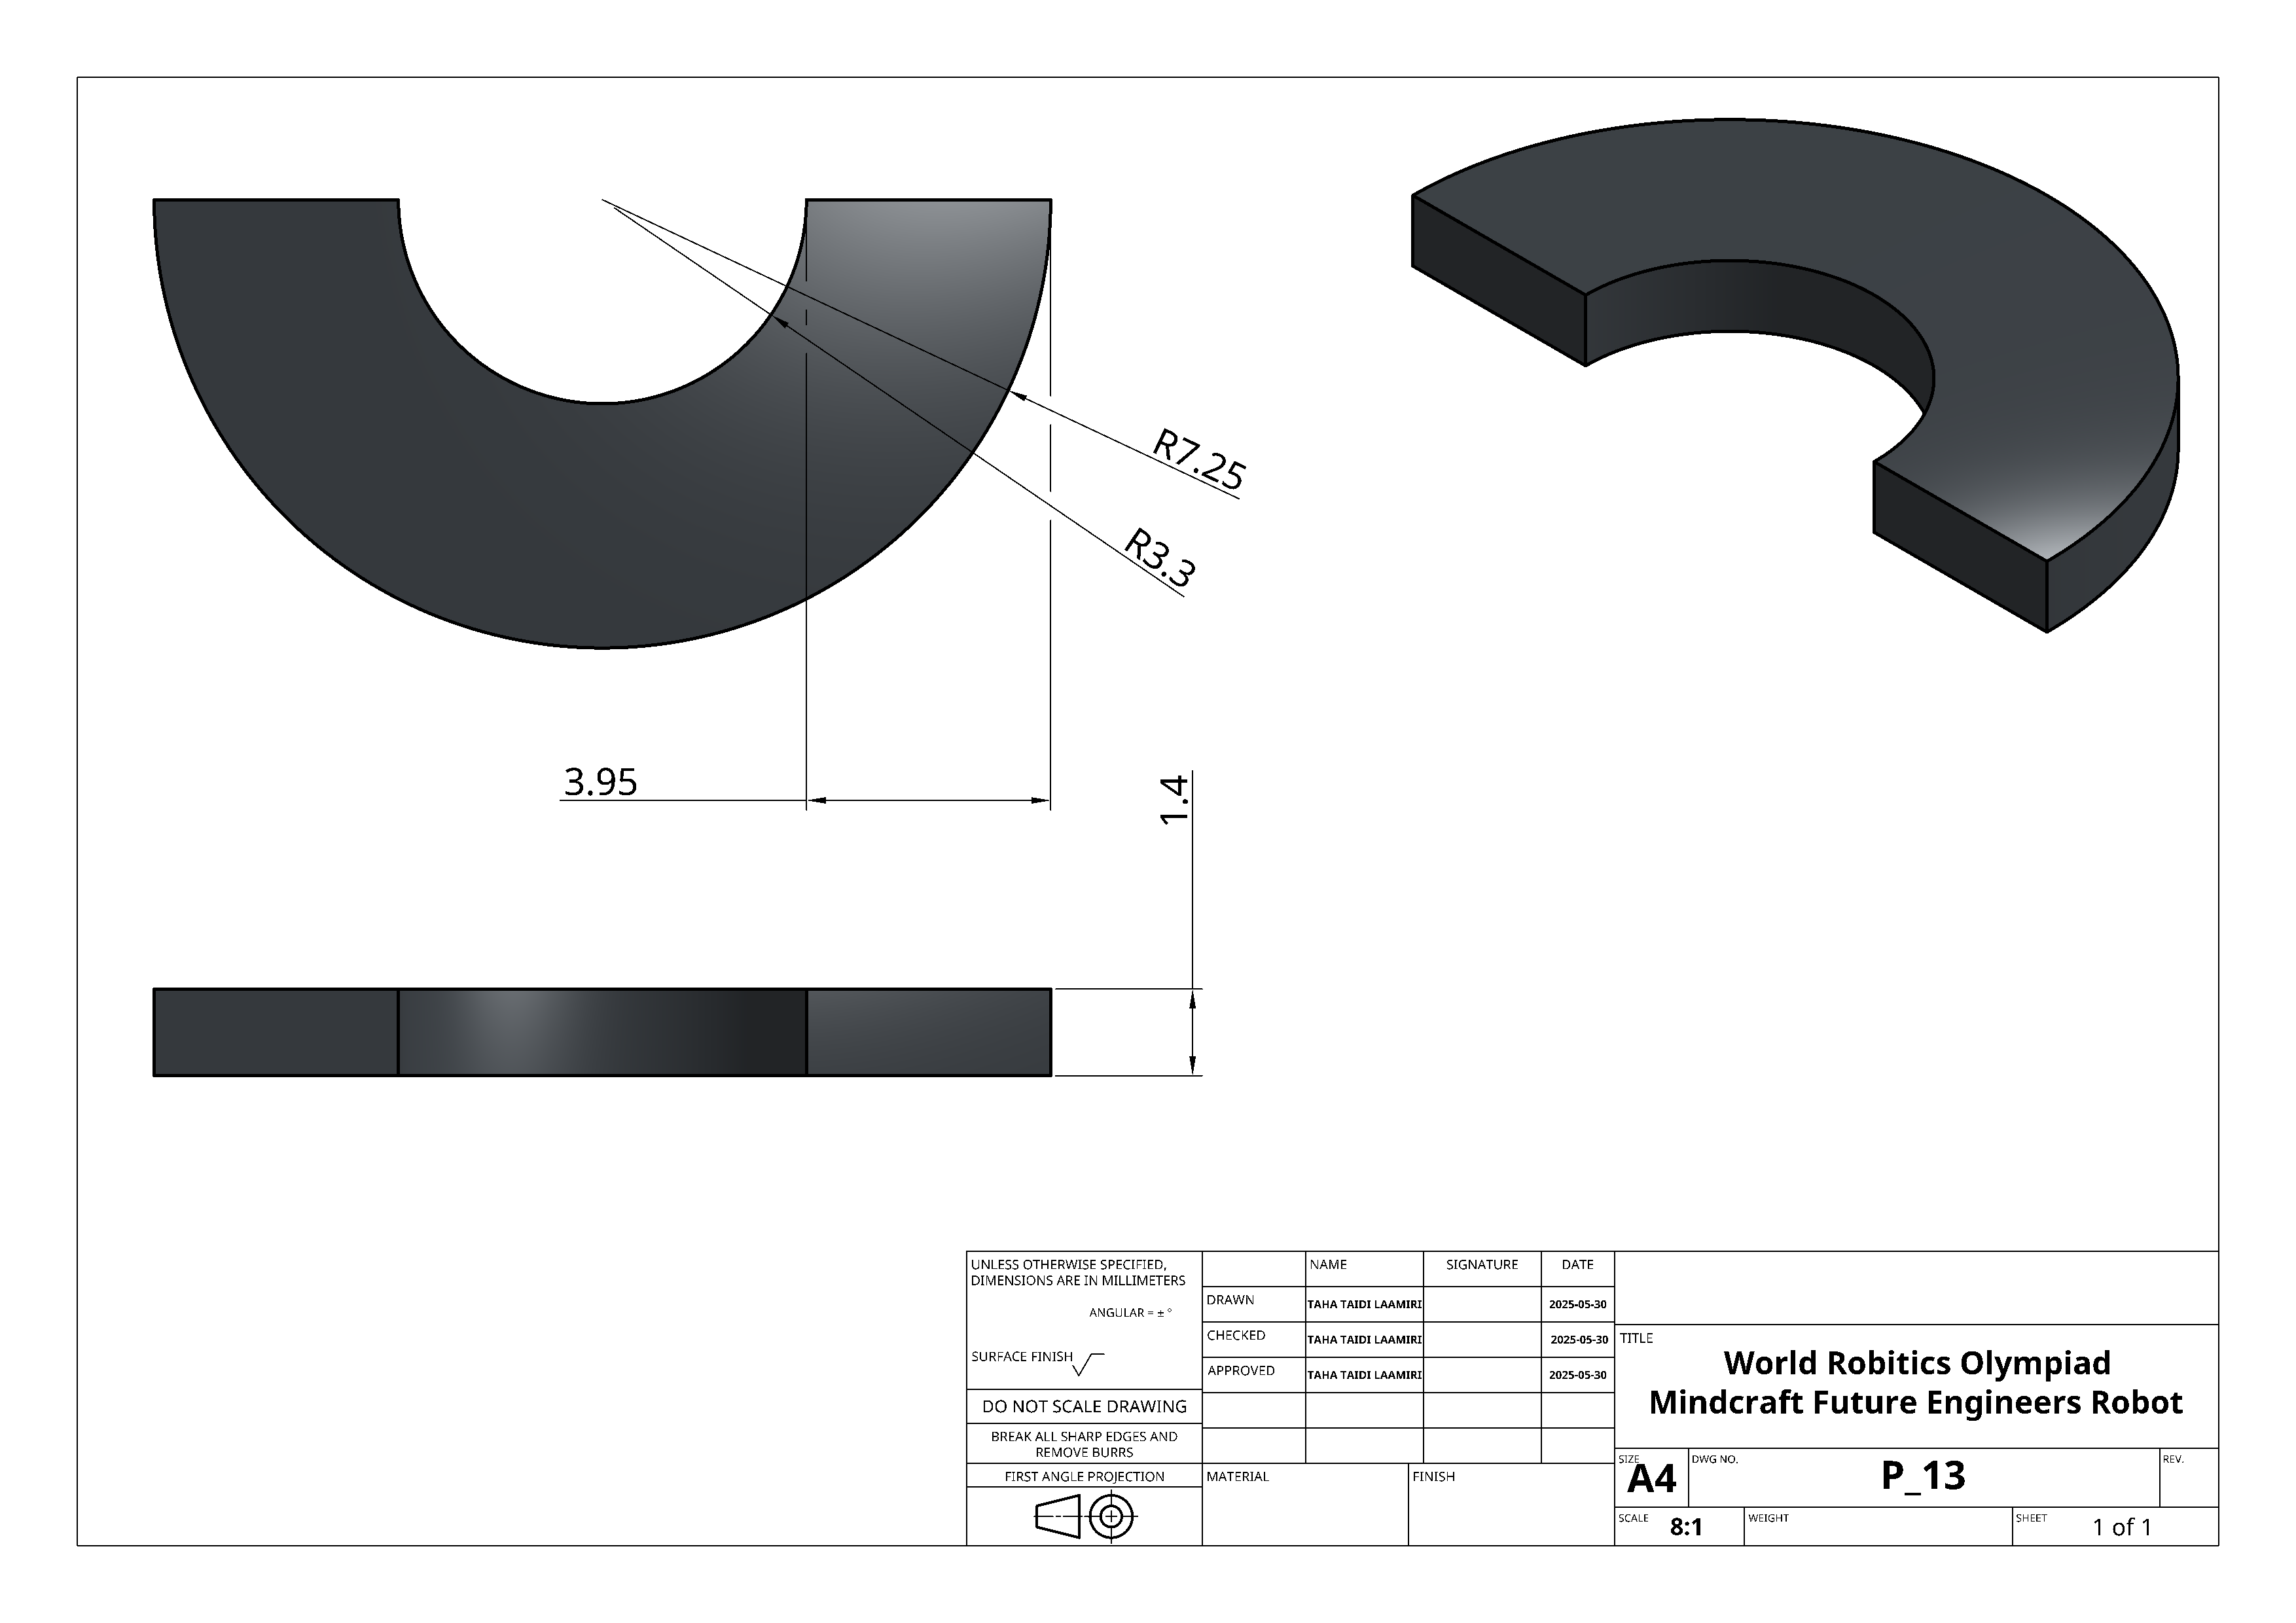 R7.25
R3.3
3.95
1.4
UNLESS OTHERWISE SPECIFIED,
DIMENSIONS ARE IN MILLIMETERS
ANGULAR = ± °
SURFACE FINISH
DO NOT SCALE DRAWING
BREAK ALL SHARP EDGES AND
REMOVE BURRS
FIRST ANGLE PROJECTION
NAME SIGNATURE DATE
DRAWN TAHA TAIDI LAAMIRI 2025-05-30
CHECKED TAHA TAIDI LAAMIRI 2025-05-30
APPROVED TAHA TAIDI LAAMIRI 2025-05-30
MATERIAL FINISH
TITLE
World Robitics Olympiad
Mindcraft Future Engineers Robot
SIZE A4 DWG NO. P_13 REV.
SCALE 8:1 WEIGHT SHEET 1 of 1